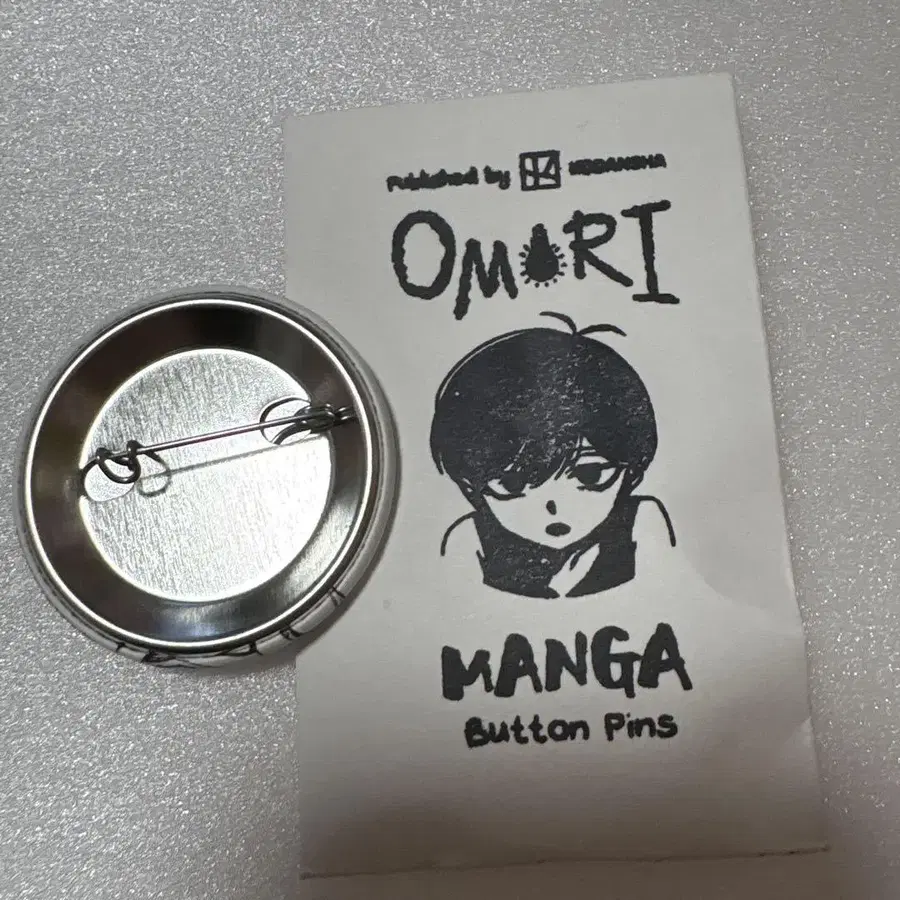 Published by KODANSHA
OMORI
MANGA
Button Pins